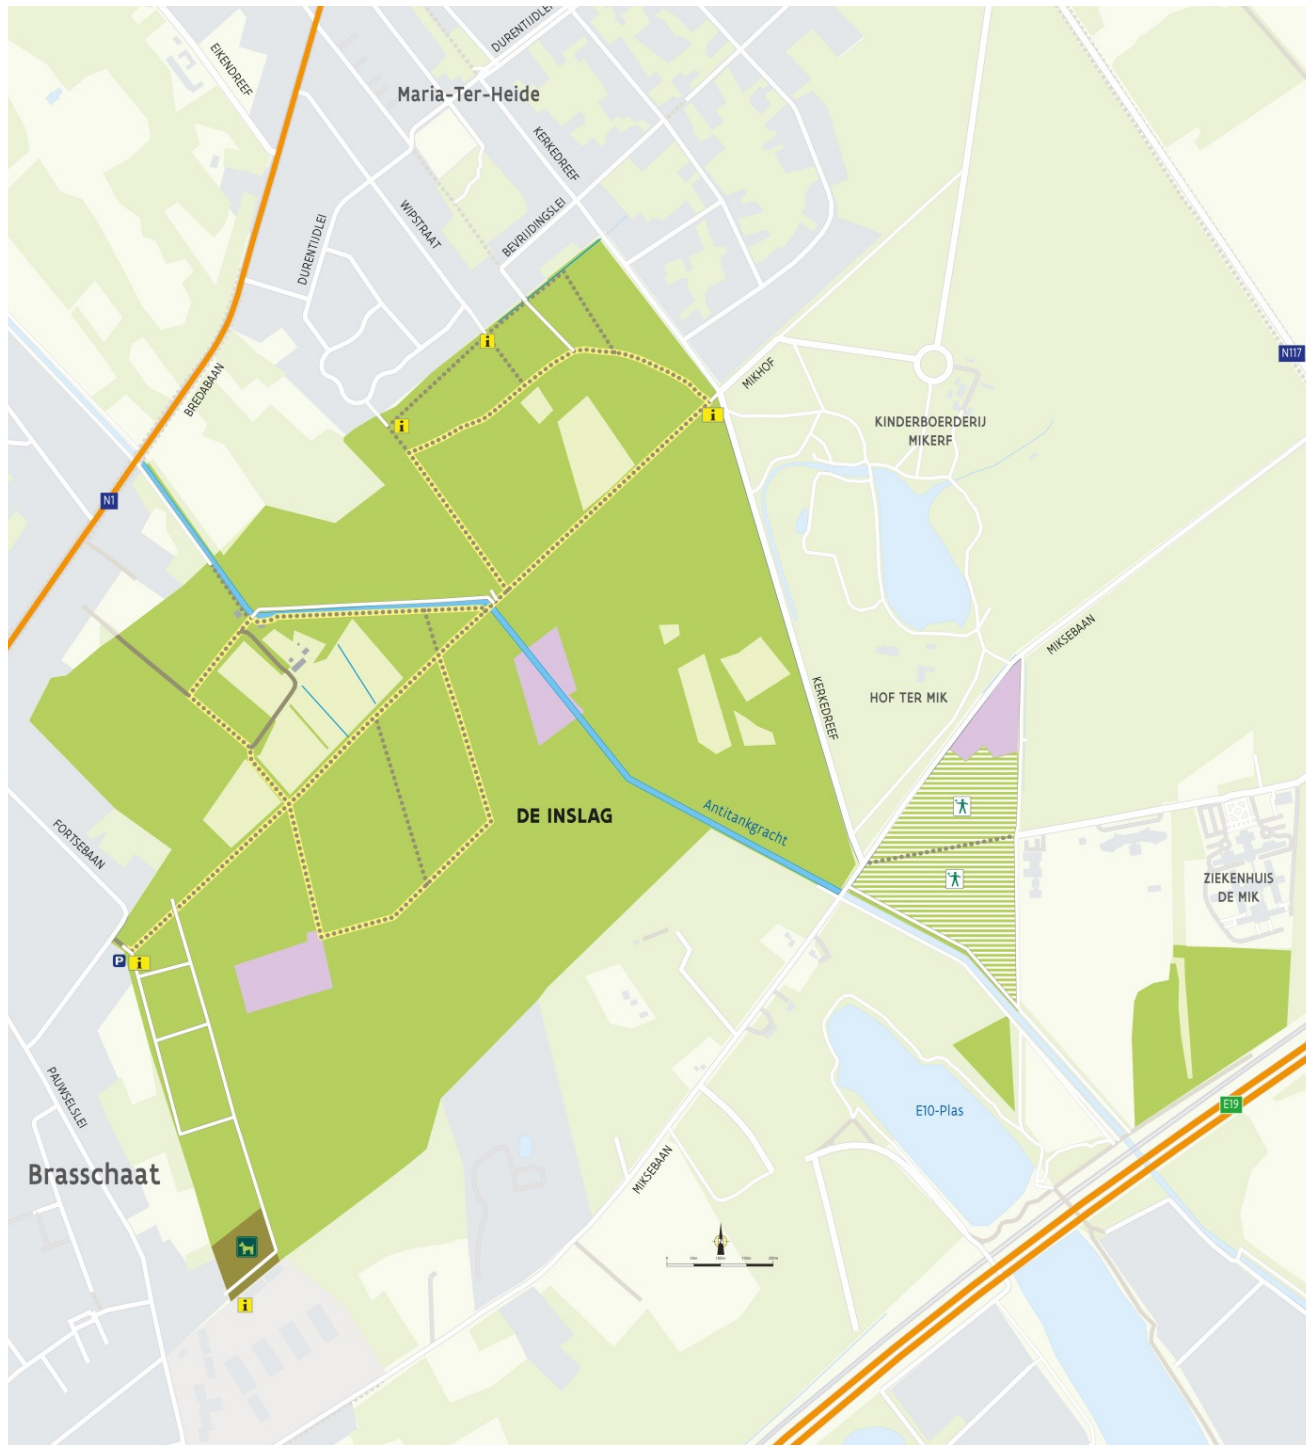 DURENTIJDLEI
EIKENDREEF
Maria-Ter-Heide
KERKEDREEF
WIPSTRAAT
BEVRIJDINGSLEI
DURENTIJDLEI
N117
MIKHOF
BREDABAAN
KINDERBOERDERIJ
MIKERF
N1
MIKSEBAAN
KERKEDREEF
HOF TER MIK
DE INSLAG
Antitankgracht
FORTSEBAAN
ZIEKENHUIS
DE MIK
P
i
i
i
i
i
PAUWSELSLEI
E10-Plas
E19
Brasschaat
MIKSEBAAN